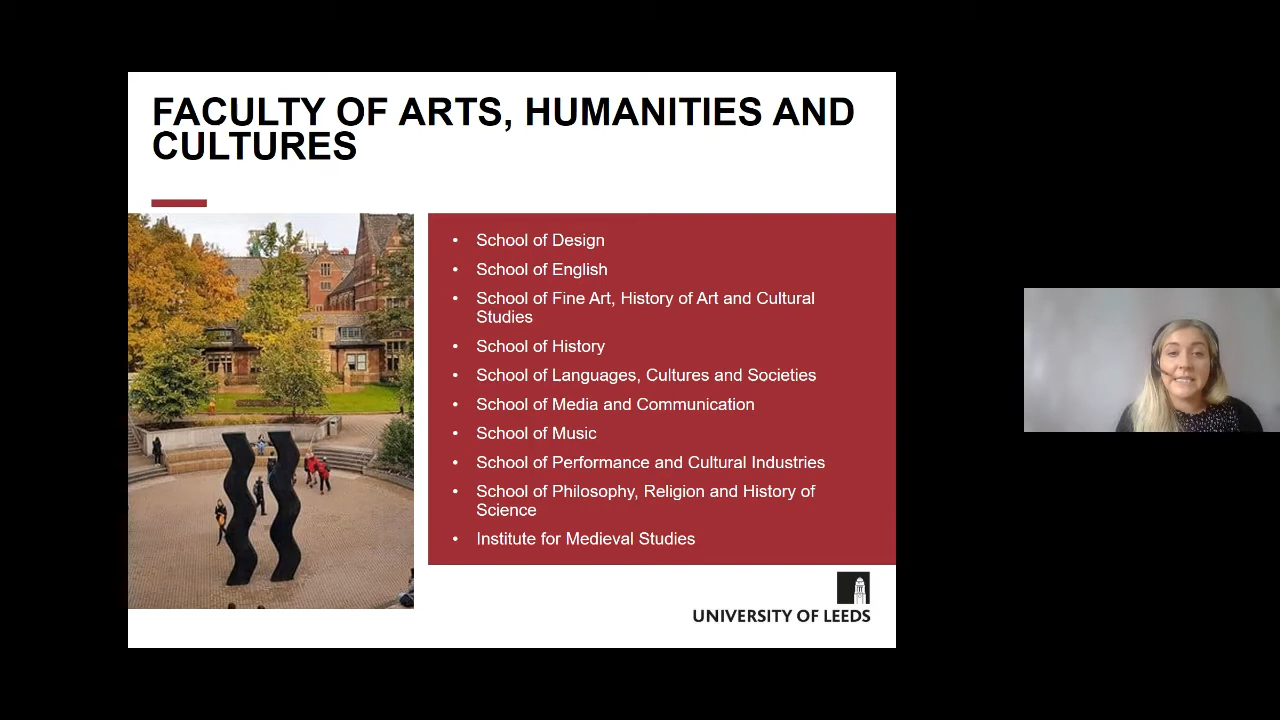 FACULTY OF ARTS, HUMANITIES AND
CULTURES
• School of Design
• School of English
• School of Fine Art, History of Art and Cultural
Studies
• School of History
• School of Languages, Cultures and Societies
• School of Media and Communication
• School of Music
• School of Performance and Cultural Industries
• School of Philosophy, Religion and History of
Science
• Institute for Medieval Studies
UNIVERSITY OF LEEDS